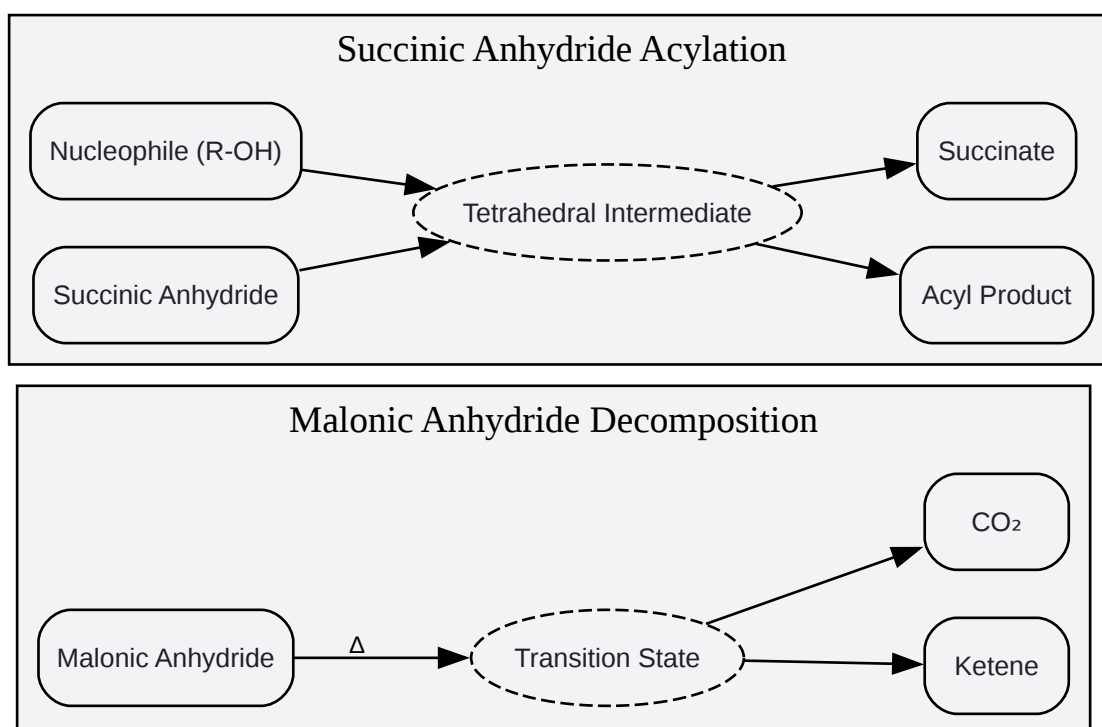 Succinic Anhydride Acylation
Nucleophile (R-OH)
Succinate
Tetrahedral Intermediate
Succinic Anhydride
Acyl Product
Malonic Anhydride Decomposition
CO₂
Δ
Malonic Anhydride
Transition State
Ketene